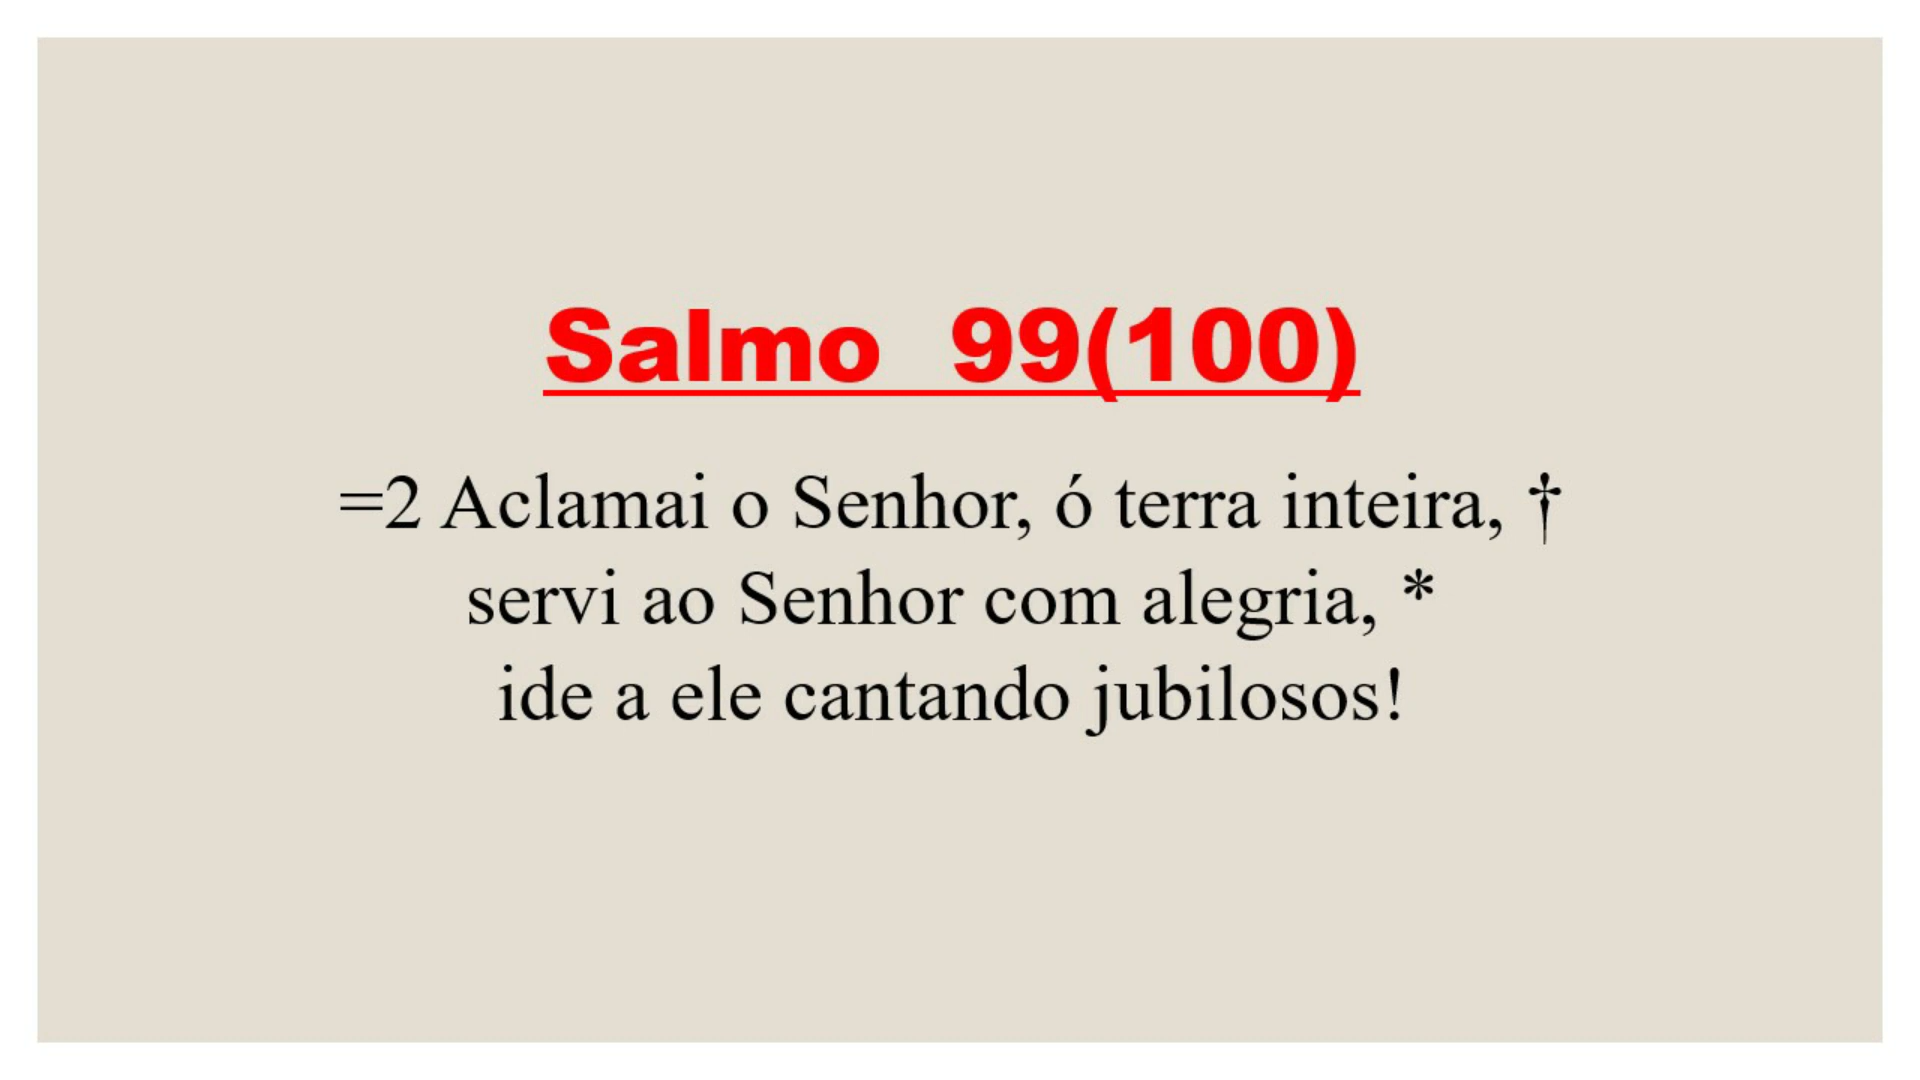 Salmo  99(100)
=2 Aclamai o Senhor, ó terra inteira, †
servi ao Senhor com alegria, *
ide a ele cantando jubilosos!